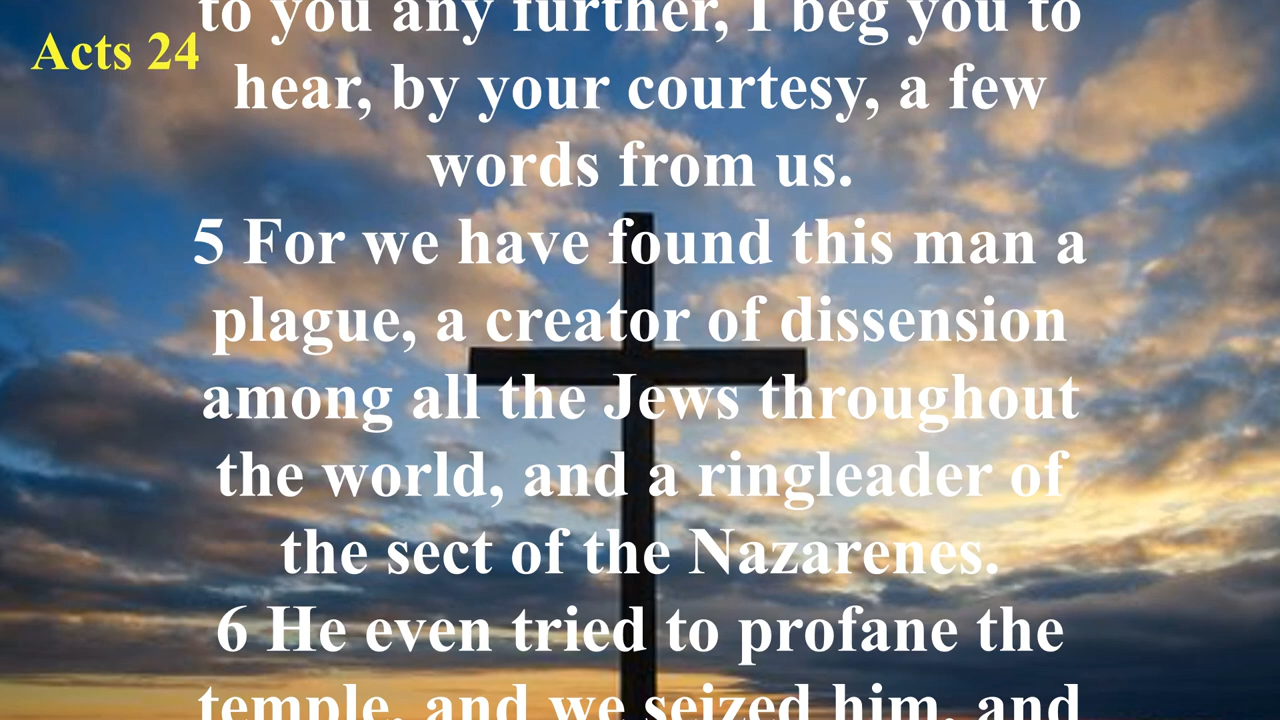 Acts 24
to you any further, I beg you to
hear, by your courtesy, a few
words from us.
5 For we have found this man a
plague, a creator of dissension
among all the Jews throughout
the world, and a ringleader of
the sect of the Nazarenes.
6 He even tried to profane the
temple, and we seized him, and